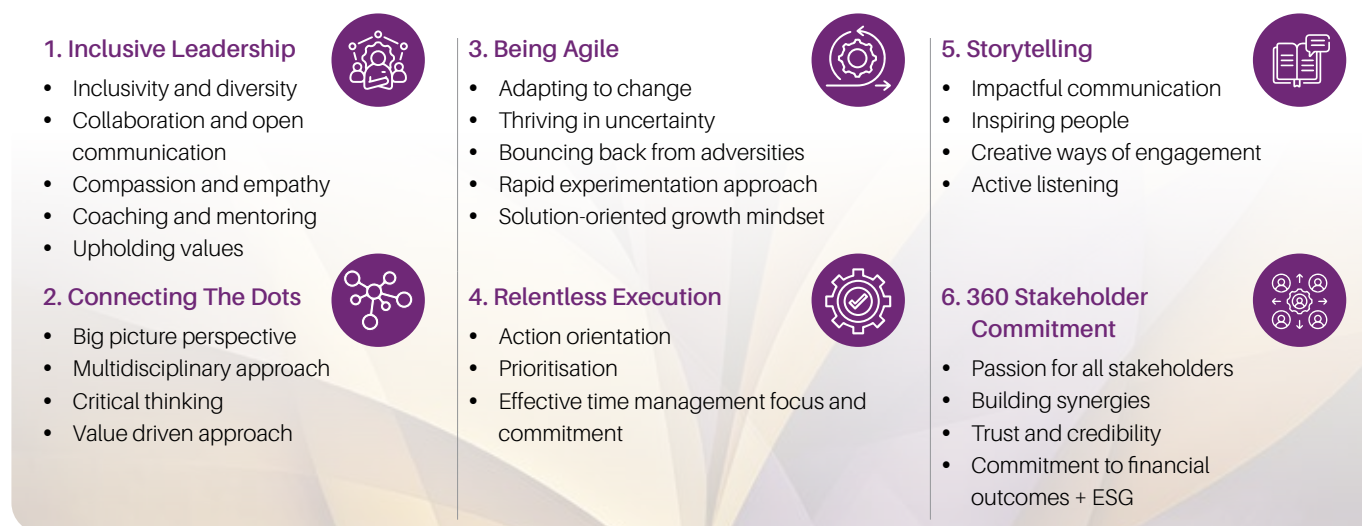 1. Inclusive Leadership
• Inclusivity and diversity
• Collaboration and open
communication
• Compassion and empathy
• Coaching and mentoring
• Upholding values
2. Connecting The Dots
• Big picture perspective
• Multidisciplinary approach
• Critical thinking
• Value driven approach
3. Being Agile
• Adapting to change
• Thriving in uncertainty
• Bouncing back from adversities
• Rapid experimentation approach
• Solution-oriented growth mindset
4. Relentless Execution
• Action orientation
• Prioritisation
• Effective time management focus and
commitment
5. Storytelling
• Impactful communication
• Inspiring people
• Creative ways of engagement
• Active listening
6. 360 Stakeholder
Commitment
• Passion for all stakeholders
• Building synergies
• Trust and credibility
• Commitment to financial
outcomes + ESG